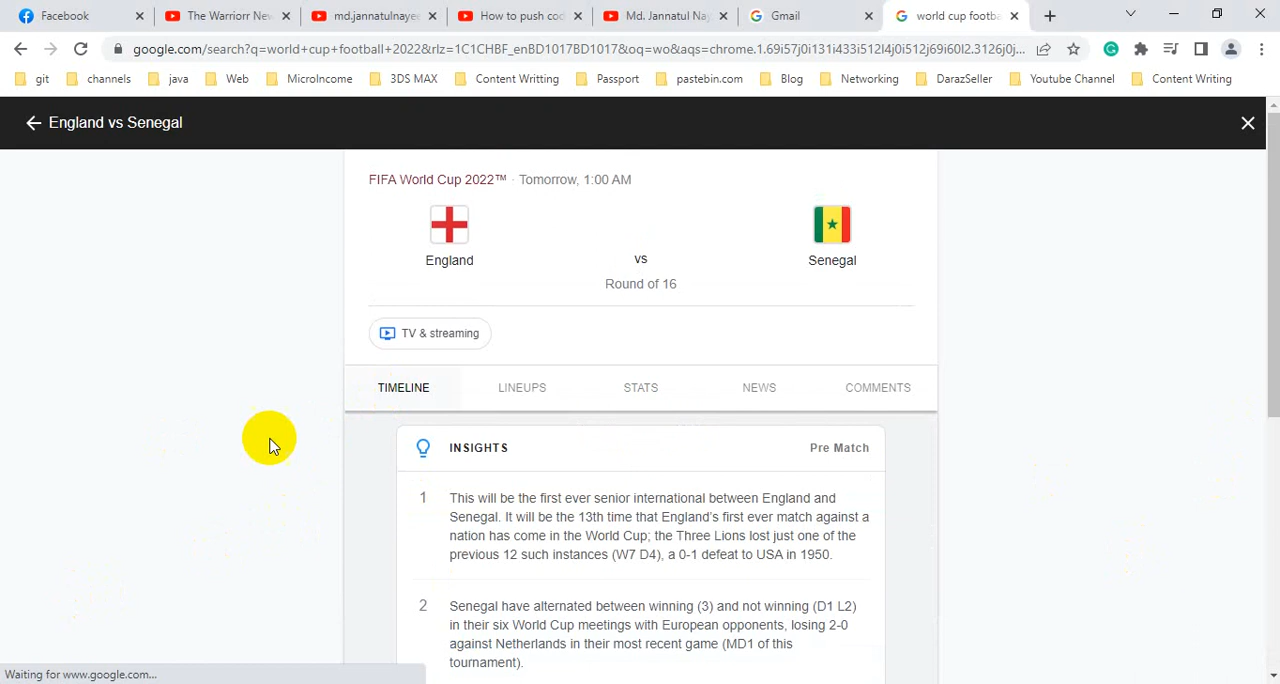 Facebook
The Warriorr Nev
md.jannatulnayee
How to push cod
Md. Jannatul Nay
Gmail
world cup footba
google.com/search?q=world+cup+football+2022&rlz=1C1CHBF_enBD1017BD1017&oq=wo&aqs=chrome.1.69i57j0i131i433i512l4j0i512j69i60l2.3126j0j...
git
channels
java
Web
MicroIncome
3DS MAX
Content Writting
Passport
pastebin.com
Blog
Networking
DarazSeller
Youtube Channel
Content Writing
England vs Senegal
FIFA World Cup 2022™ · Tomorrow, 1:00 AM
England
vs
Senegal
Round of 16
TV & streaming
TIMELINE
LINEUPS
STATS
NEWS
COMMENTS
INSIGHTS
Pre Match
1
This will be the first ever senior international between England and
Senegal. It will be the 13th time that England's first ever match against a
nation has come in the World Cup; the Three Lions lost just one of the
previous 12 such instances (W7 D4), a 0-1 defeat to USA in 1950.
2
Senegal have alternated between winning (3) and not winning (D1 L2)
in their six World Cup meetings with European opponents, losing 2-0
against Netherlands in their most recent game (MD1 of this
tournament).
Waiting for www.google.com...